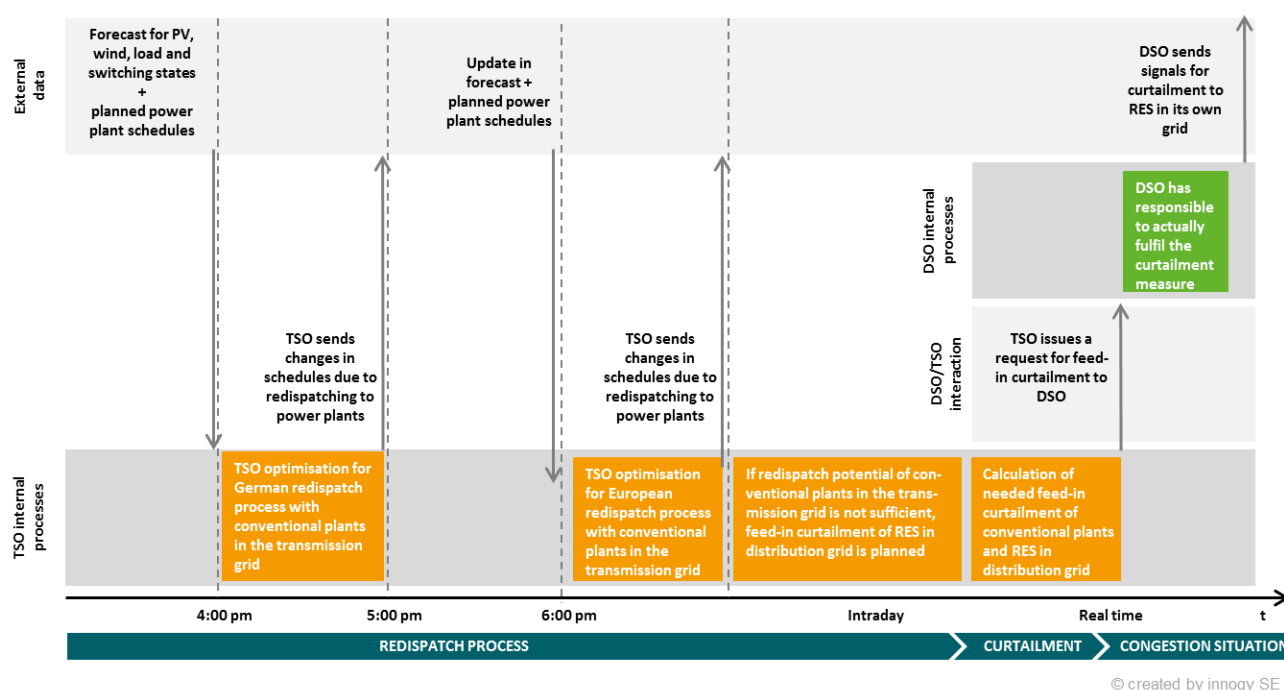 External
data
Forecast for PV,
wind, load and
switching states
+
planned power
plant schedules
Update in
forecast +
planned power
plant schedules
DSO sends
signals for
curtailment to
RES in its own
grid
DSO internal
processes
DSO has
responsible
to actually
fulfil the
curtailment
measure
TSO sends
changes in
schedules due to
redispatching to
power plants
TSO sends
changes in
schedules due to
redispatching to
power plants
DSO/TSO
interaction
TSO issues a
request for feed-
in curtailment to
DSO
TSO internal
processes
TSO optimisation for
German redispatch
process with
conventional plants
in the transmission
grid
TSO optimisation
for European
redispatch process
with conventional
plants in the
transmission grid
If redispatch potential of con-
ventional plants in the trans-
mission grid is not sufficient,
feed-in curtailment of RES in
distribution grid is planned
Calculation of
needed feed-in
curtailment of
conventional plants
and RES in
distribution grid
4:00 pm
5:00 pm
6:00 pm
Intraday
Real time
t
REDISPATCH PROCESS
CURTAILMENT
CONGESTION SITUATION
© created by innogy SE